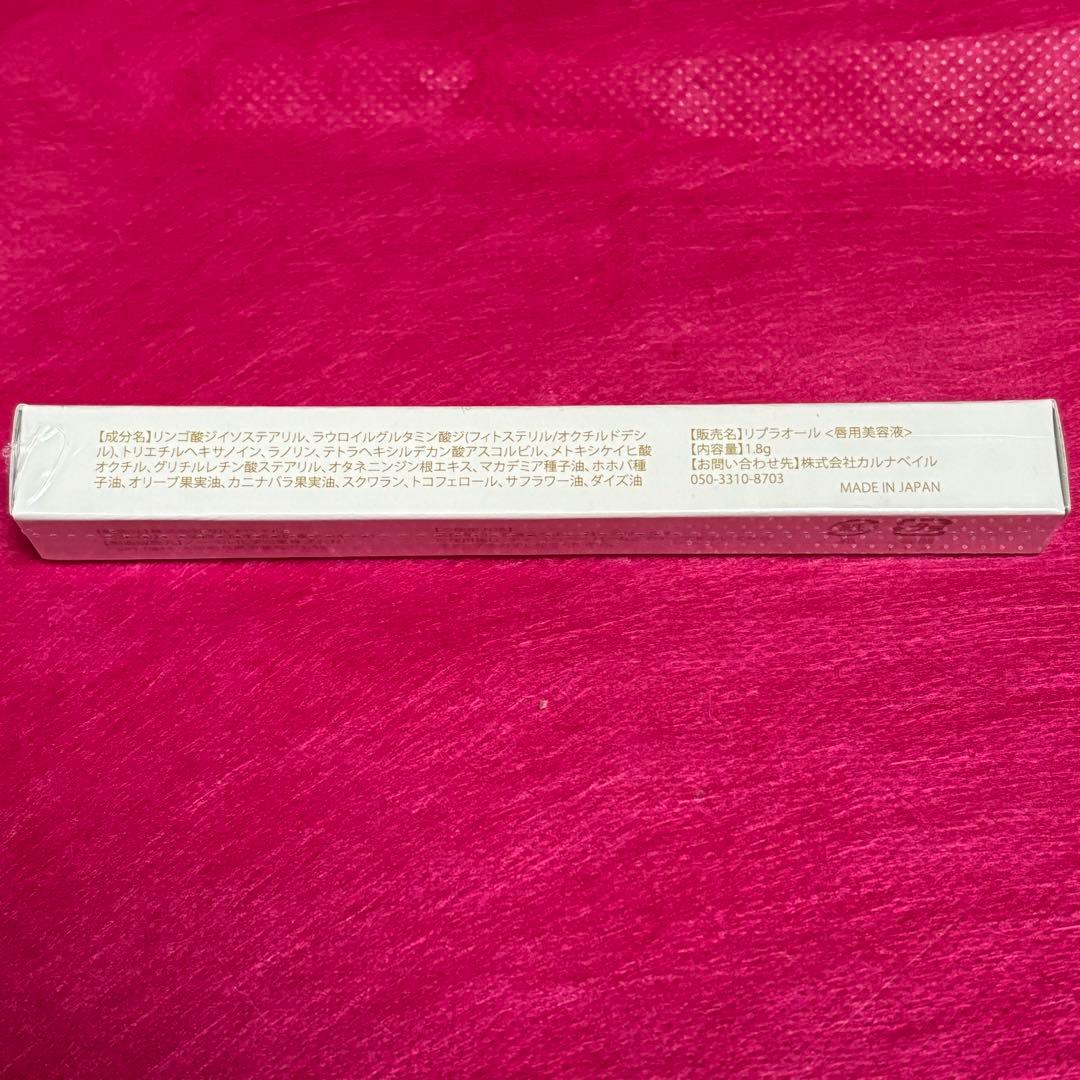 【成分名】リンゴ酸ジイソステアリル、ラウロイルグルタミン酸ジ(フィトステリル/オクチルドデシ
ル)、トリエチルヘキサノイン、ラノリン、テトラヘキシルデカン酸アスコルビル、メトキシケイヒ酸
オクチル、グリチルレチン酸ステアリル、オタネニンジン根エキス、マカデミア種子油、ホホバ種
子油、オリーブ果実油、カニナバラ果実油、スクワラン、トコフェロール、サフラワー油、ダイズ油
【販売名】リプラオール <唇用美容液>
【内容量】1.8g
【お問い合わせ先】株式会社カルナベイル
050-3310-8703
MADE IN JAPAN